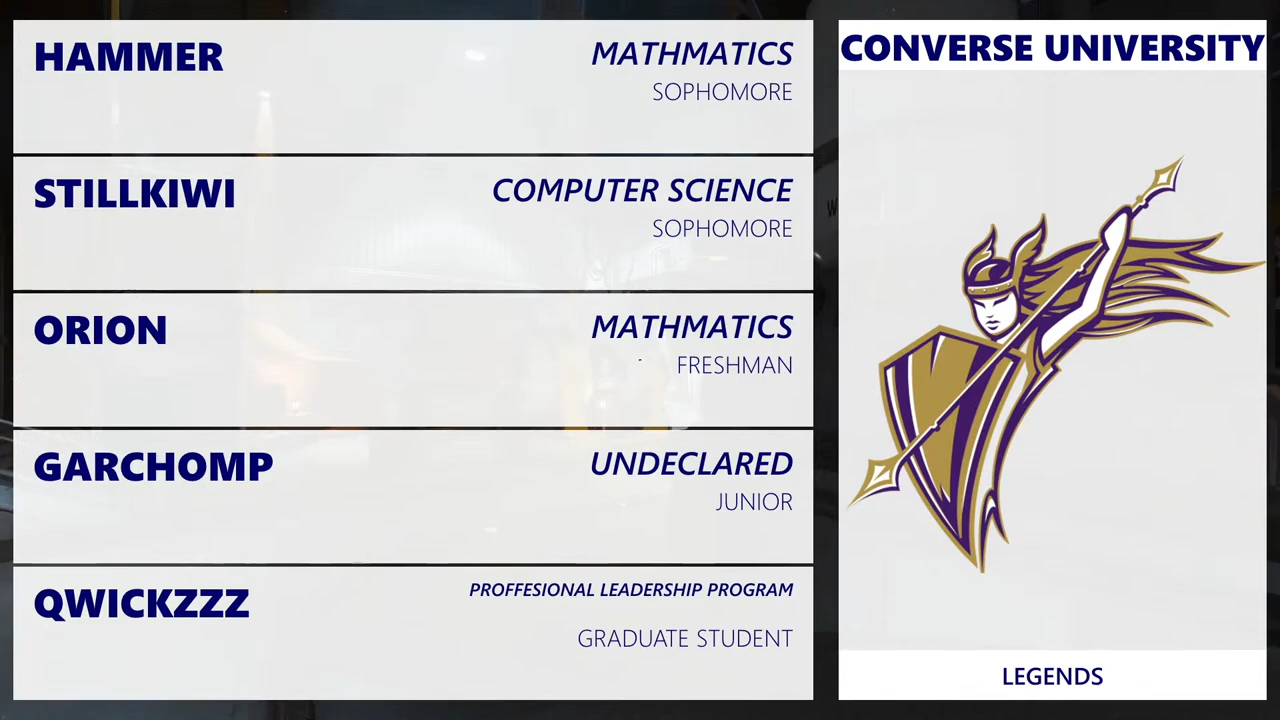 HAMMER
MATHMATICS
SOPHOMORE
STILLKIWI
COMPUTER SCIENCE
SOPHOMORE
ORION
MATHMATICS
FRESHMAN
GARCHOMP
UNDECLARED
JUNIOR
QWICKZZZ
PROFFESIONAL LEADERSHIP PROGRAM
GRADUATE STUDENT
CONVERSE UNIVERSITY
LEGENDS